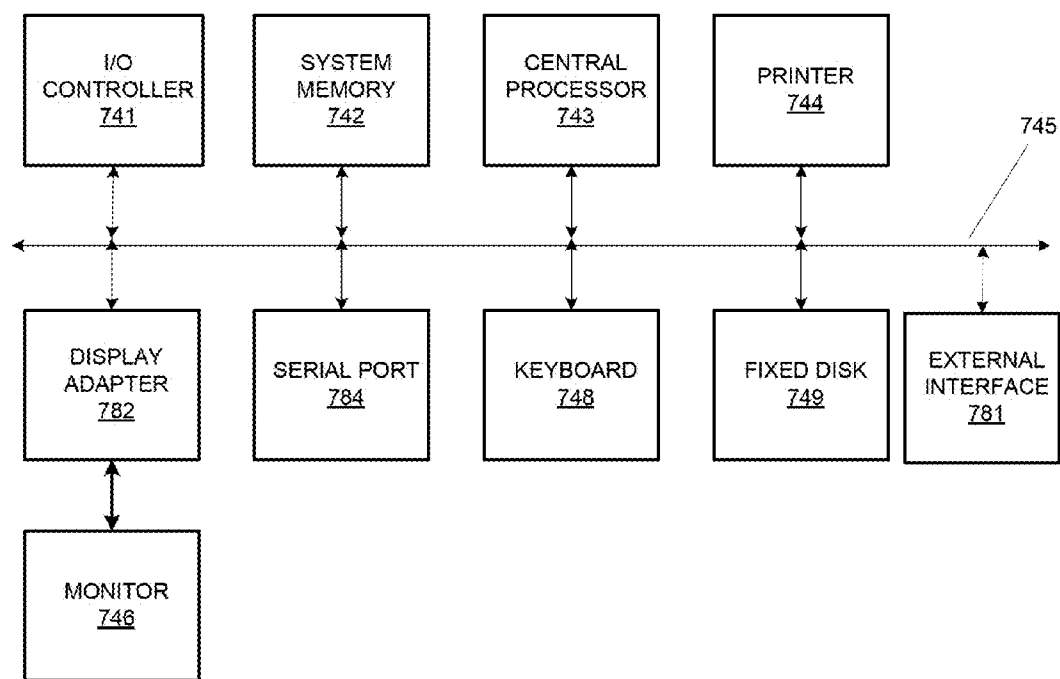 I/O
CONTROLLER
741
SYSTEM
MEMORY
742
CENTRAL
PROCESSOR
743
PRINTER
744
745
DISPLAY
ADAPTER
782
SERIAL PORT
784
KEYBOARD
748
FIXED DISK
749
EXTERNAL
INTERFACE
781
MONITOR
746